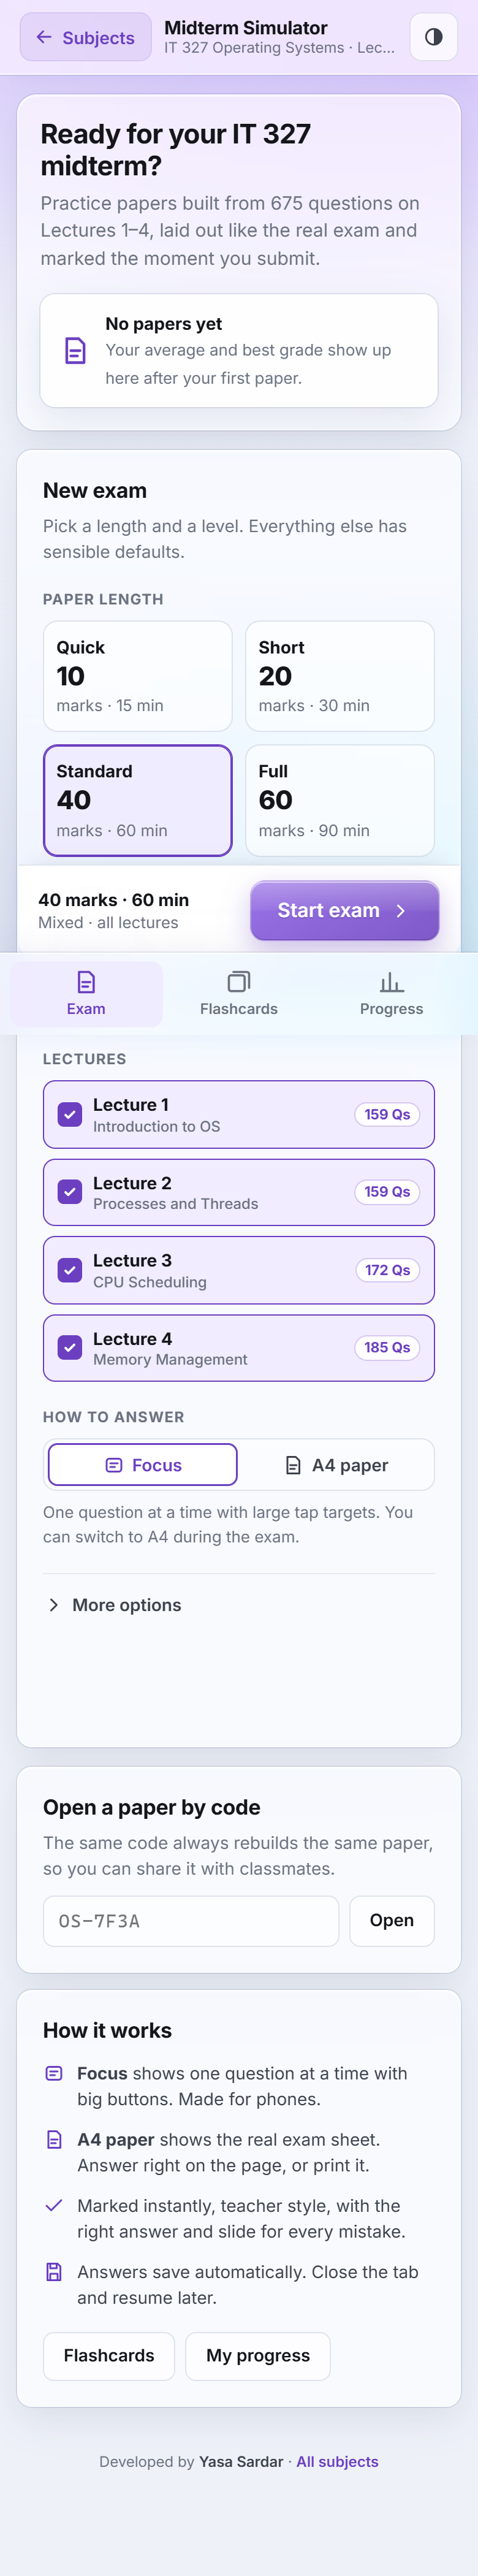 Subjects
Midterm Simulator
IT 327 Operating Systems · Lec...
Ready for your IT 327
midterm?
Practice papers built from 675 questions on
Lectures 1–4, laid out like the real exam and
marked the moment you submit.
No papers yet
Your average and best grade show up
here after your first paper.
New exam
Pick a length and a level. Everything else has
sensible defaults.
PAPER LENGTH
Quick
10
marks · 15 min
Short
20
marks · 30 min
Standard
40
marks · 60 min
Full
60
marks · 90 min
40 marks · 60 min
Mixed · all lectures
Start exam
Exam
Flashcards
Progress
LECTURES
Lecture 1
Introduction to OS
159 Qs
Lecture 2
Processes and Threads
159 Qs
Lecture 3
CPU Scheduling
172 Qs
Lecture 4
Memory Management
185 Qs
HOW TO ANSWER
Focus
A4 paper
One question at a time with large tap targets. You
can switch to A4 during the exam.
More options
Open a paper by code
The same code always rebuilds the same paper,
so you can share it with classmates.
OS-7F3A
Open
How it works
Focus shows one question at a time with
big buttons. Made for phones.
A4 paper shows the real exam sheet.
Answer right on the page, or print it.
Marked instantly, teacher style, with the
right answer and slide for every mistake.
Answers save automatically. Close the tab
and resume later.
Flashcards
My progress
Developed by Yasa Sardar · All subjects